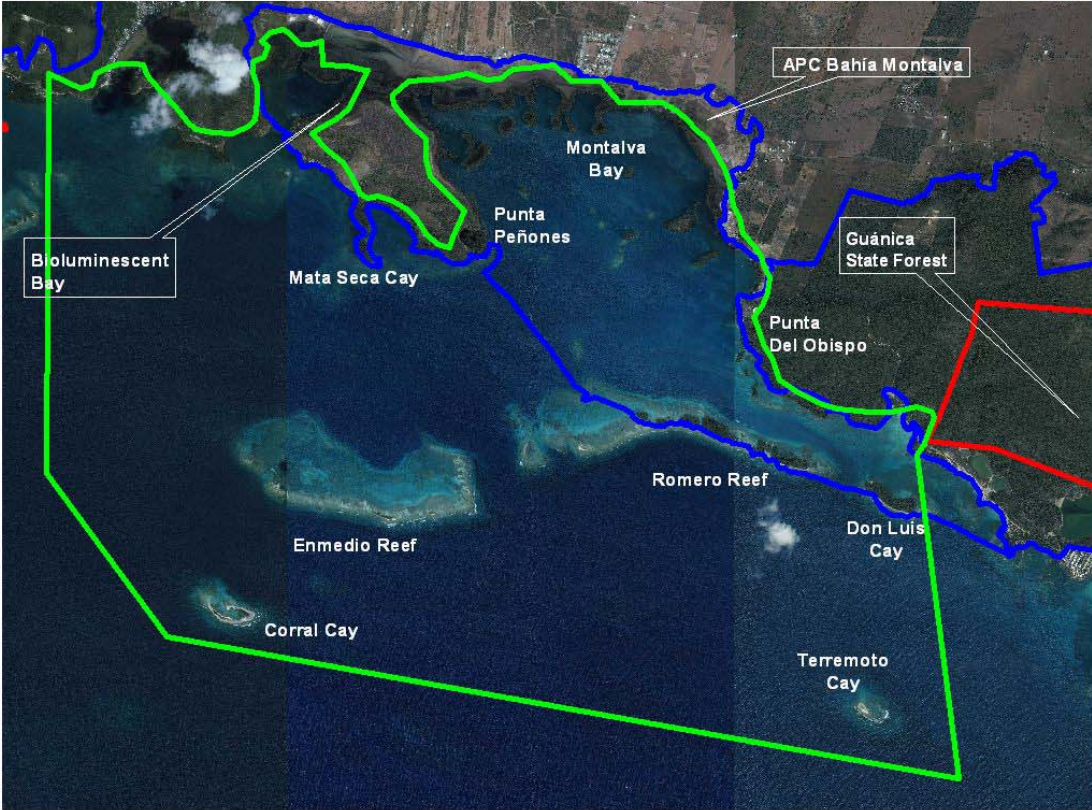 APC Bahía Montalva
Montalva
Bay
Punta
Peñones
Bioluminescent
Bay
Guánica
State Forest
Mata Seca Cay
Punta
Del Obispo
Romero Reef
Don Luis
Cay
Enmedio Reef
Corral Cay
Terremoto
Cay